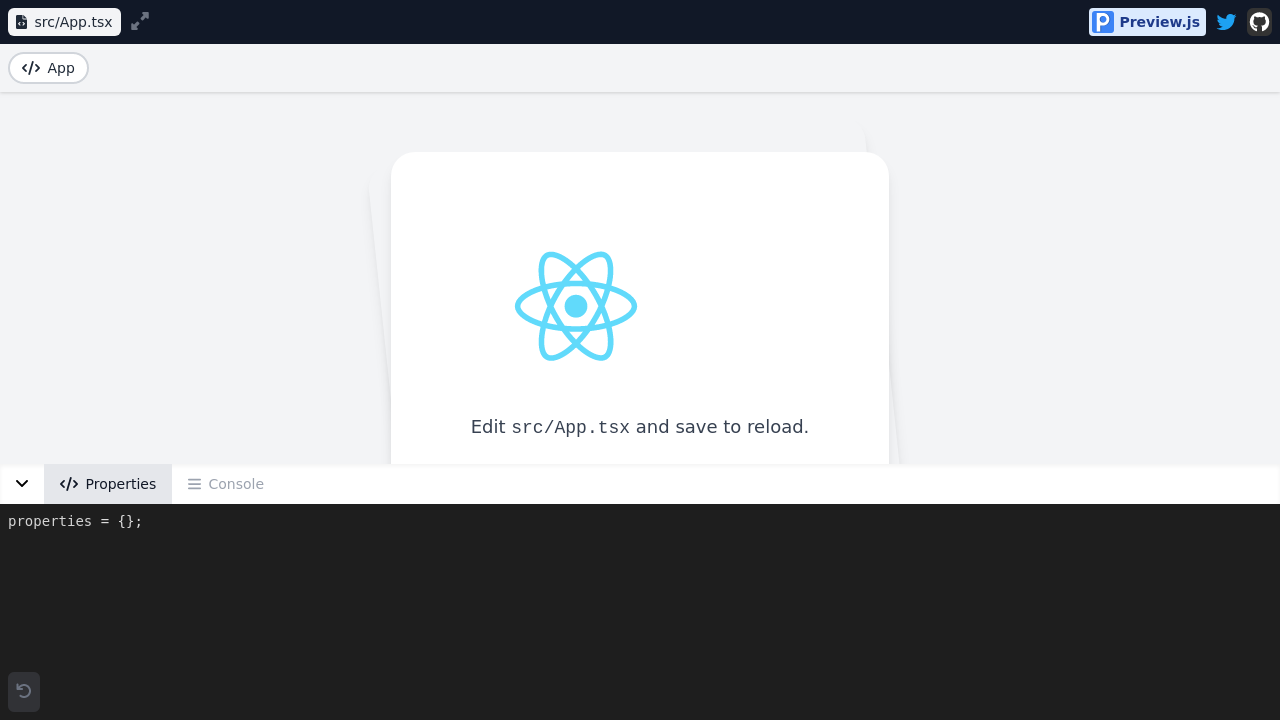 src/App.tsx
Preview.js
App
Edit src/App.tsx and save to reload.
Properties
Console
properties = {};